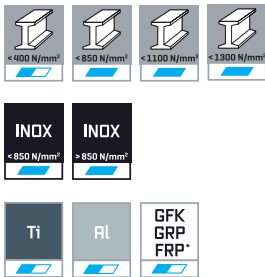 <400 N/mm² <850 N/mm² <1100 N/mm² <1300 N/mm²
INOX INOX
<850 N/mm² >850 N/mm²
Ti Al GFK
GRP
FRP*